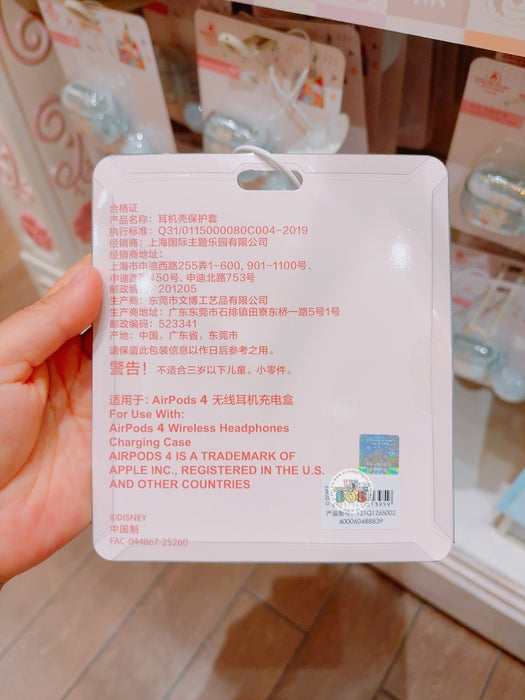 合格证
产品名称：耳机壳保护套
执行标准：Q31/0115000080C004-2019
经销商：上海国际主题乐园有限公司
经销商地址：
上海市申迪西路255弄1-600, 901-1100号、
申迪西 450号、申迪北路753号
邮政编 201205
生产商：东莞市文博工艺品有限公司
生产商地址：广东东莞市石排镇田寮东桥一路5号1号
邮政编码：523341
产地：中国，广东省，东莞市
请保留此包装信息以作日后参考之用。
警告！不适合三岁以下儿童。小零件。
适用于：AirPods 4 无线耳机充电盒
For Use With:
AirPods 4 Wireless Headphones
Charging Case
AIRPODS 4 IS A TRADEMARK OF
APPLE INC., REGISTERED IN THE U.S.
AND OTHER COUNTRIES
©DISNEY
中国制
FAC-044867-25260
产品型号：121Q126S002
400060488839